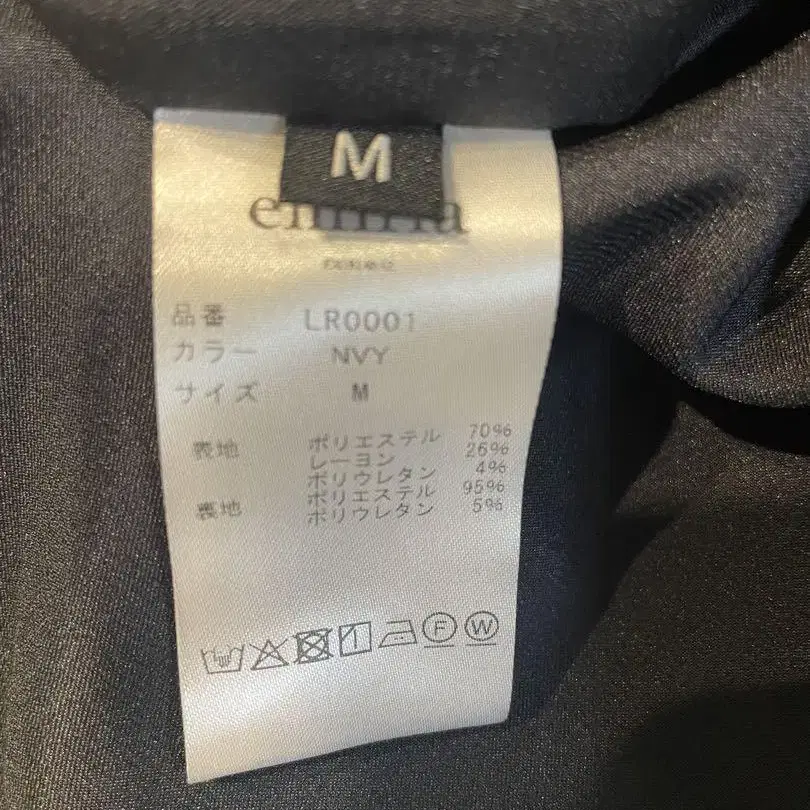 M
品番 LR0001
カラー NVY
サイズ M
表地 ポリエステル 70%
レーヨン 26%
ポリウレタン 4%
裏地 ポリエステル 95%
ポリウレタン 5%
F W